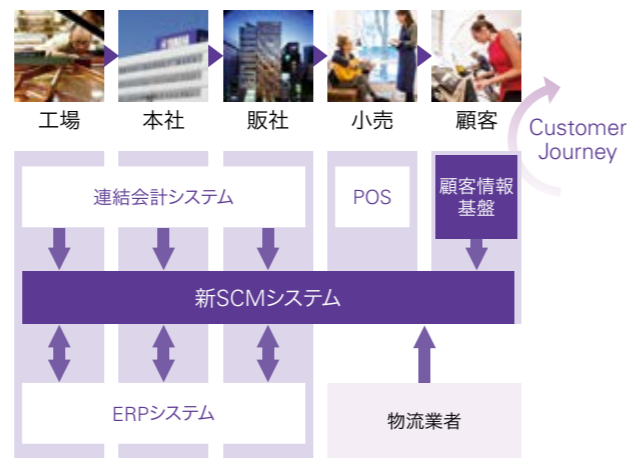 工場
本社
販社
小売
顧客
Customer
Journey
連結会計システム
POS
顧客情報
基盤
新SCMシステム
ERPシステム
物流業者